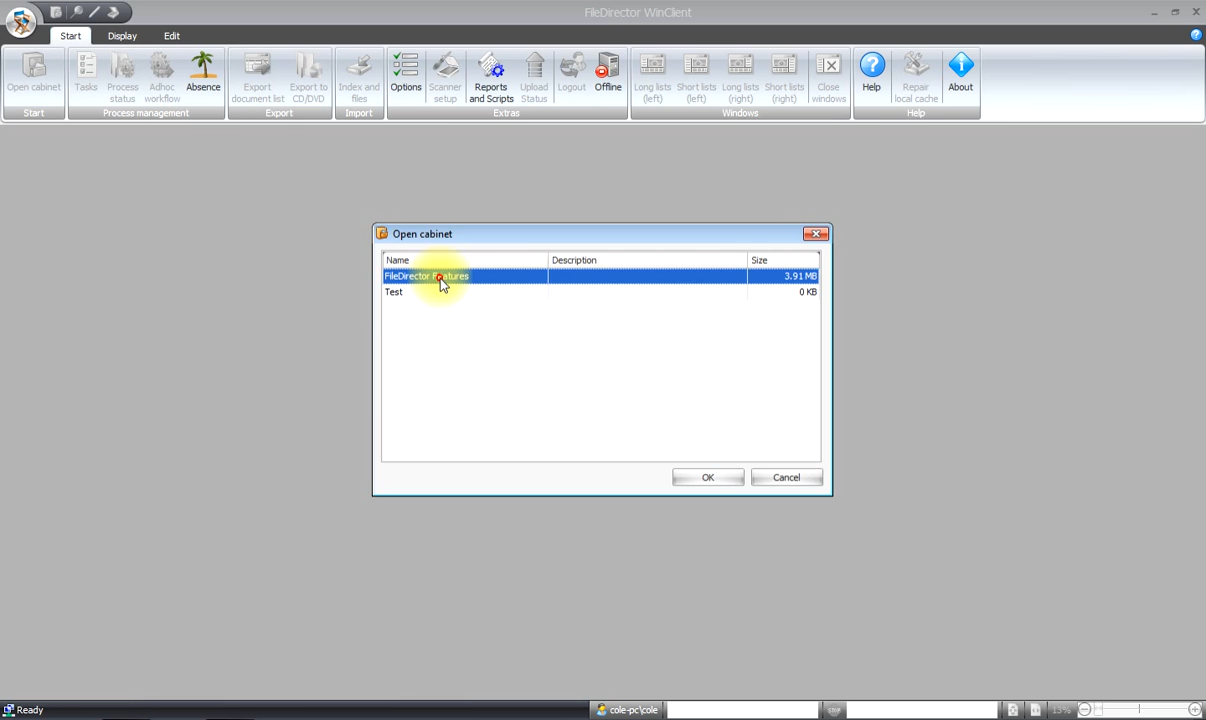 FileDirector WinClient
Start Display Edit
Open cabinet
Tasks
Process status
Adhoc workflow
Absence
Export document list
Export to CD/DVD
Index and files
Options
Scanner setup
Reports and Scripts
Upload Status
Logout
Offline
Long lists (left)
Short lists (left)
Long lists (right)
Short lists (right)
Close windows
Help
Repair local cache
About
Start Process management Export Import Extras Windows Help
Open cabinet
Name Description Size
FileDirector Features 3.91 MB
Test 0 KB
OK Cancel
Ready cole-pc\cole STOP 13%